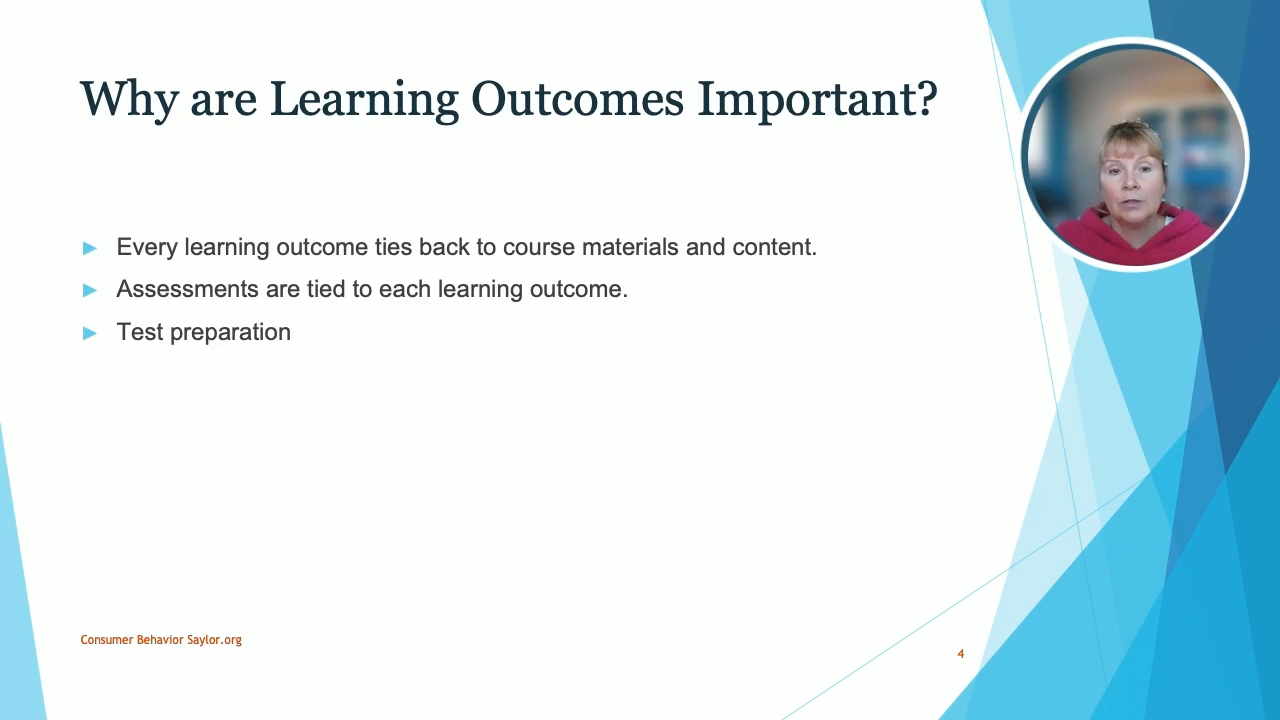 Why are Learning Outcomes Important?
Every learning outcome ties back to course materials and content.
Assessments are tied to each learning outcome.
Test preparation
Consumer Behavior Saylor.org
4